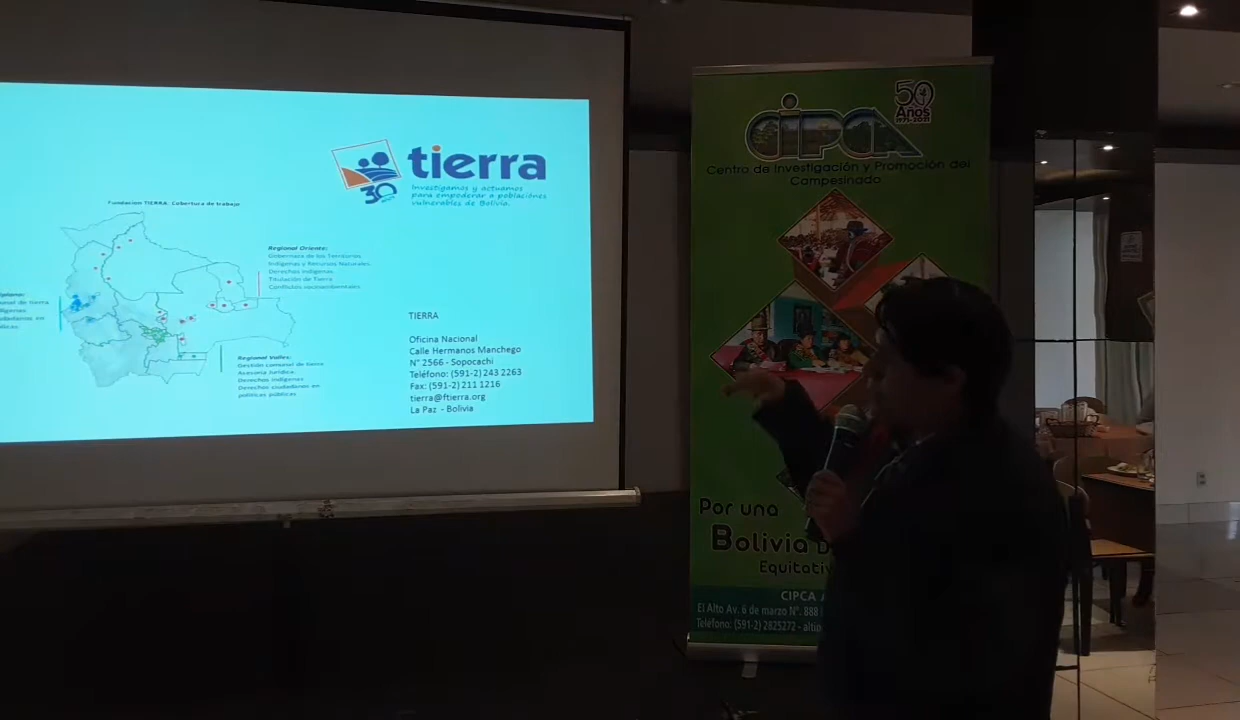 tierra
30
Investigamos y actuamos
para empoderar a poblaciones
vulnerables de Bolivia.
Fundación TIERRA: Cobertura de trabajo
Regional Oriente:
Gobernanza de los Territorios
Indígenas y Recursos Naturales.
Derechos indígenas
Titulación de Tierra
Conflictos socioambientales
Regional Valles:
Gestión comunal de tierra
Asesoría jurídica
Derechos indígenas
Derechos ciudadanos en
políticas públicas
TIERRA
Oficina Nacional
Calle Hermanos Manchego
N° 2566 - Sopocachi
Teléfono: (591-2) 243 2263
Fax: (591-2) 211 1216
tierra@ftierra.org
La Paz - Bolivia
CIPCA
50
Años
Centro de Investigación y Promoción del
Campesinado
Por una
Bolivia
CIPCA
El Alto Av. 6 de marzo N°. 888
Teléfono: (591-2) 2825272 -